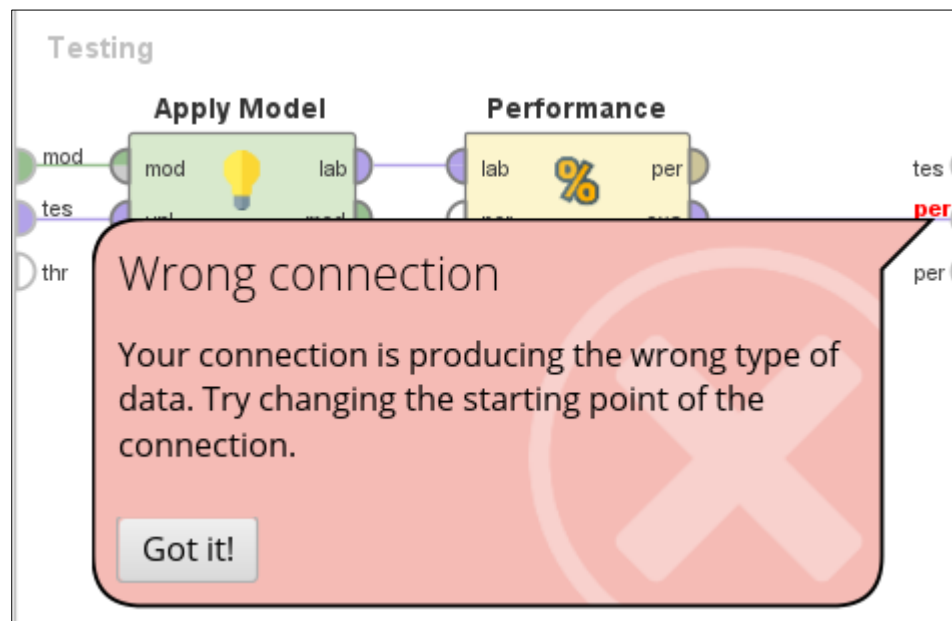 Testing
Apply Model Performance
mod mod lab lab per tes
tes per
thr per
Wrong connection
Your connection is producing the wrong type of
data. Try changing the starting point of the
connection.
Got it!